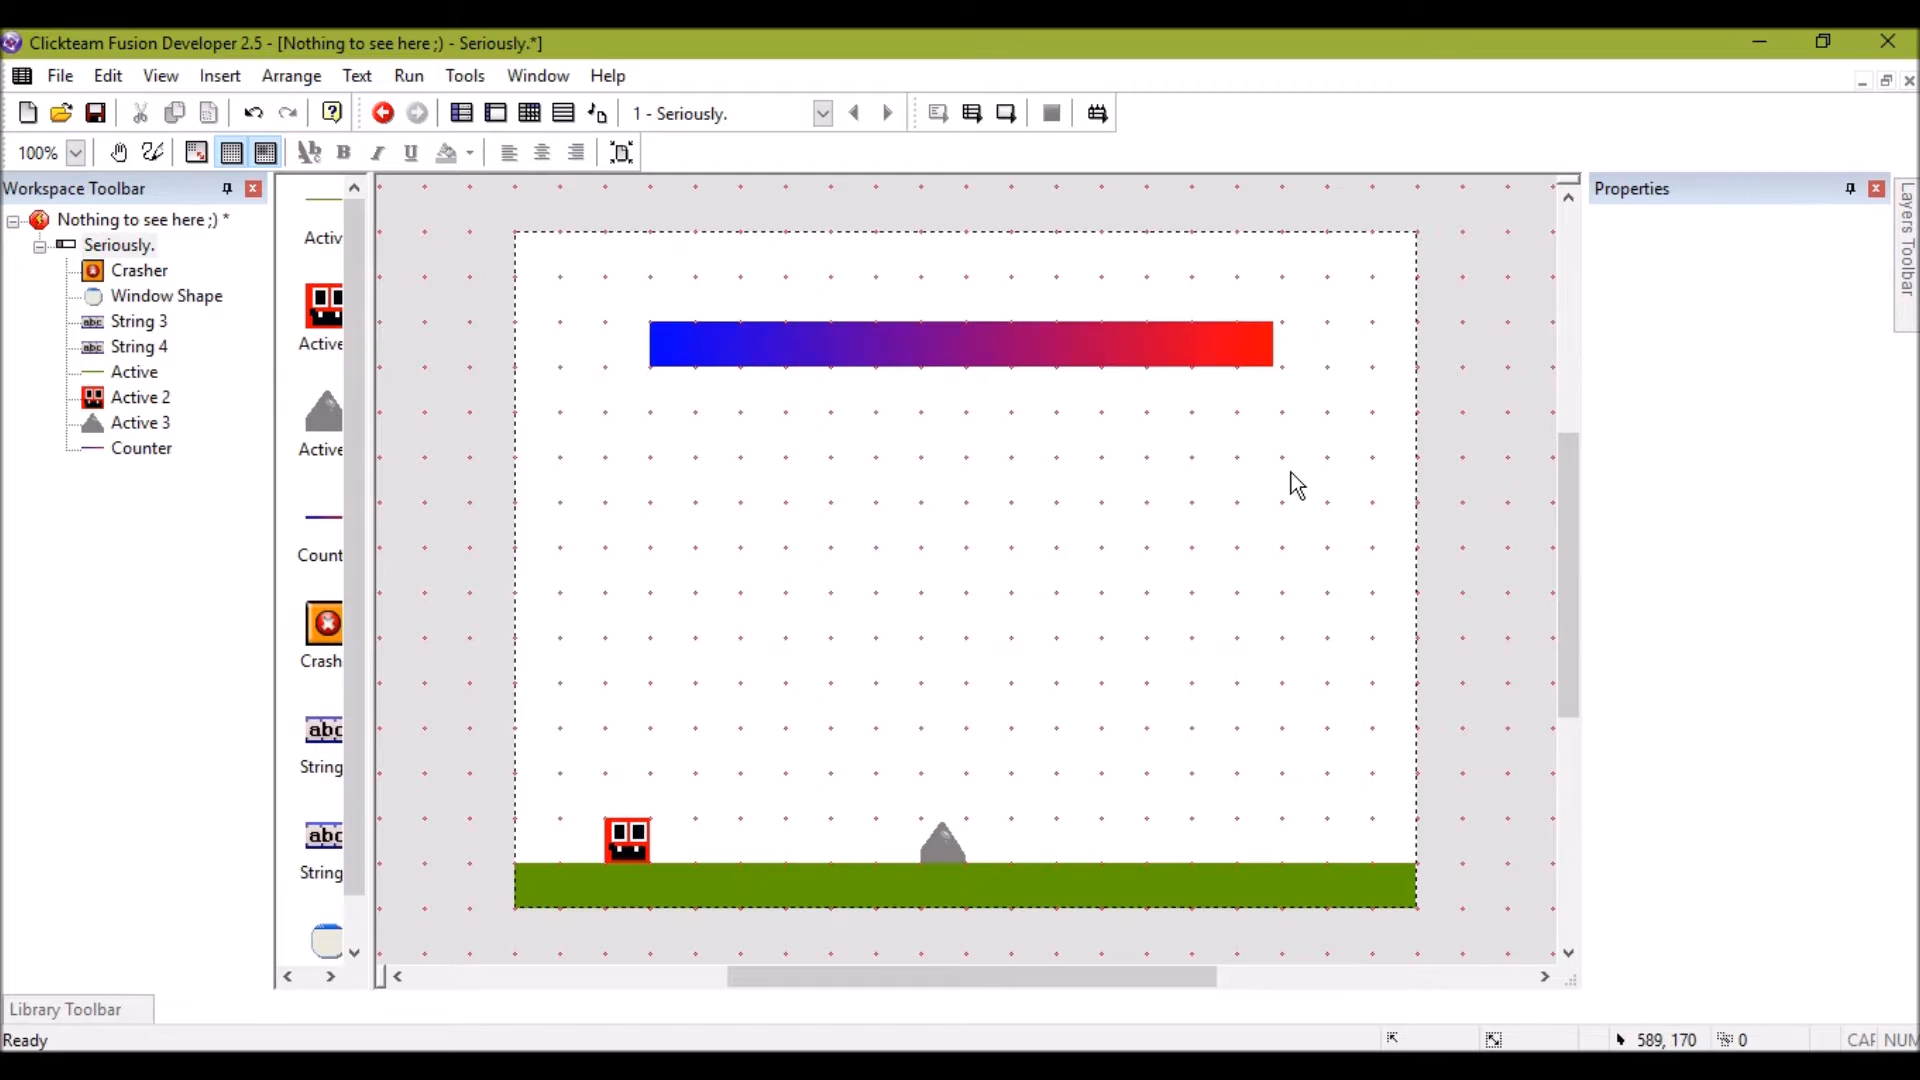 Clickteam Fusion Developer 2.5 - [Nothing to see here ;) - Seriously.*]
File Edit View Insert Arrange Text Run Tools Window Help
1 - Seriously.
100%
Workspace Toolbar
Nothing to see here ;) *
Seriously.
Crasher
Window Shape
String 3
String 4
Active
Active 2
Active 3
Counter
Activ
Active
Active
Count
Crash
abc
String
abc
String
Properties
Layers Toolbar
Library Toolbar
Ready
589, 170
0
CAP
NUM